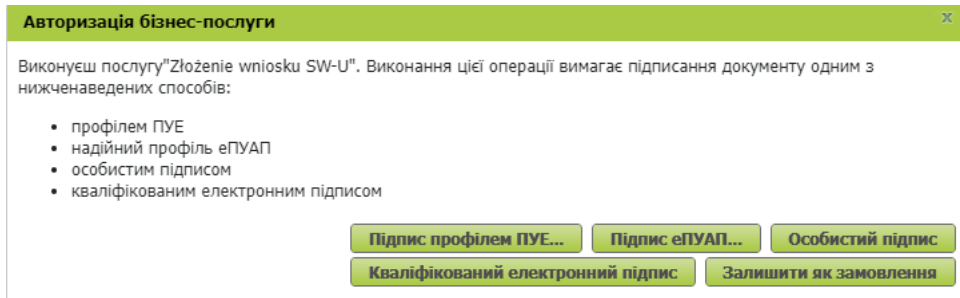 Авторизація бізнес-послуги
x
Виконуєш послугу"Złożenie wniosku SW-U". Виконання цієї операції вимагає підписання документу одним з
нижченаведених способів:
• профілем ПУЕ
• надійний профіль еПУАП
• особистим підписом
• кваліфікованим електронним підписом
Підпис профілем ПУЕ... Підпис еПУАП... Особистий підпис
Кваліфікований електронний підпис Залишити як замовлення